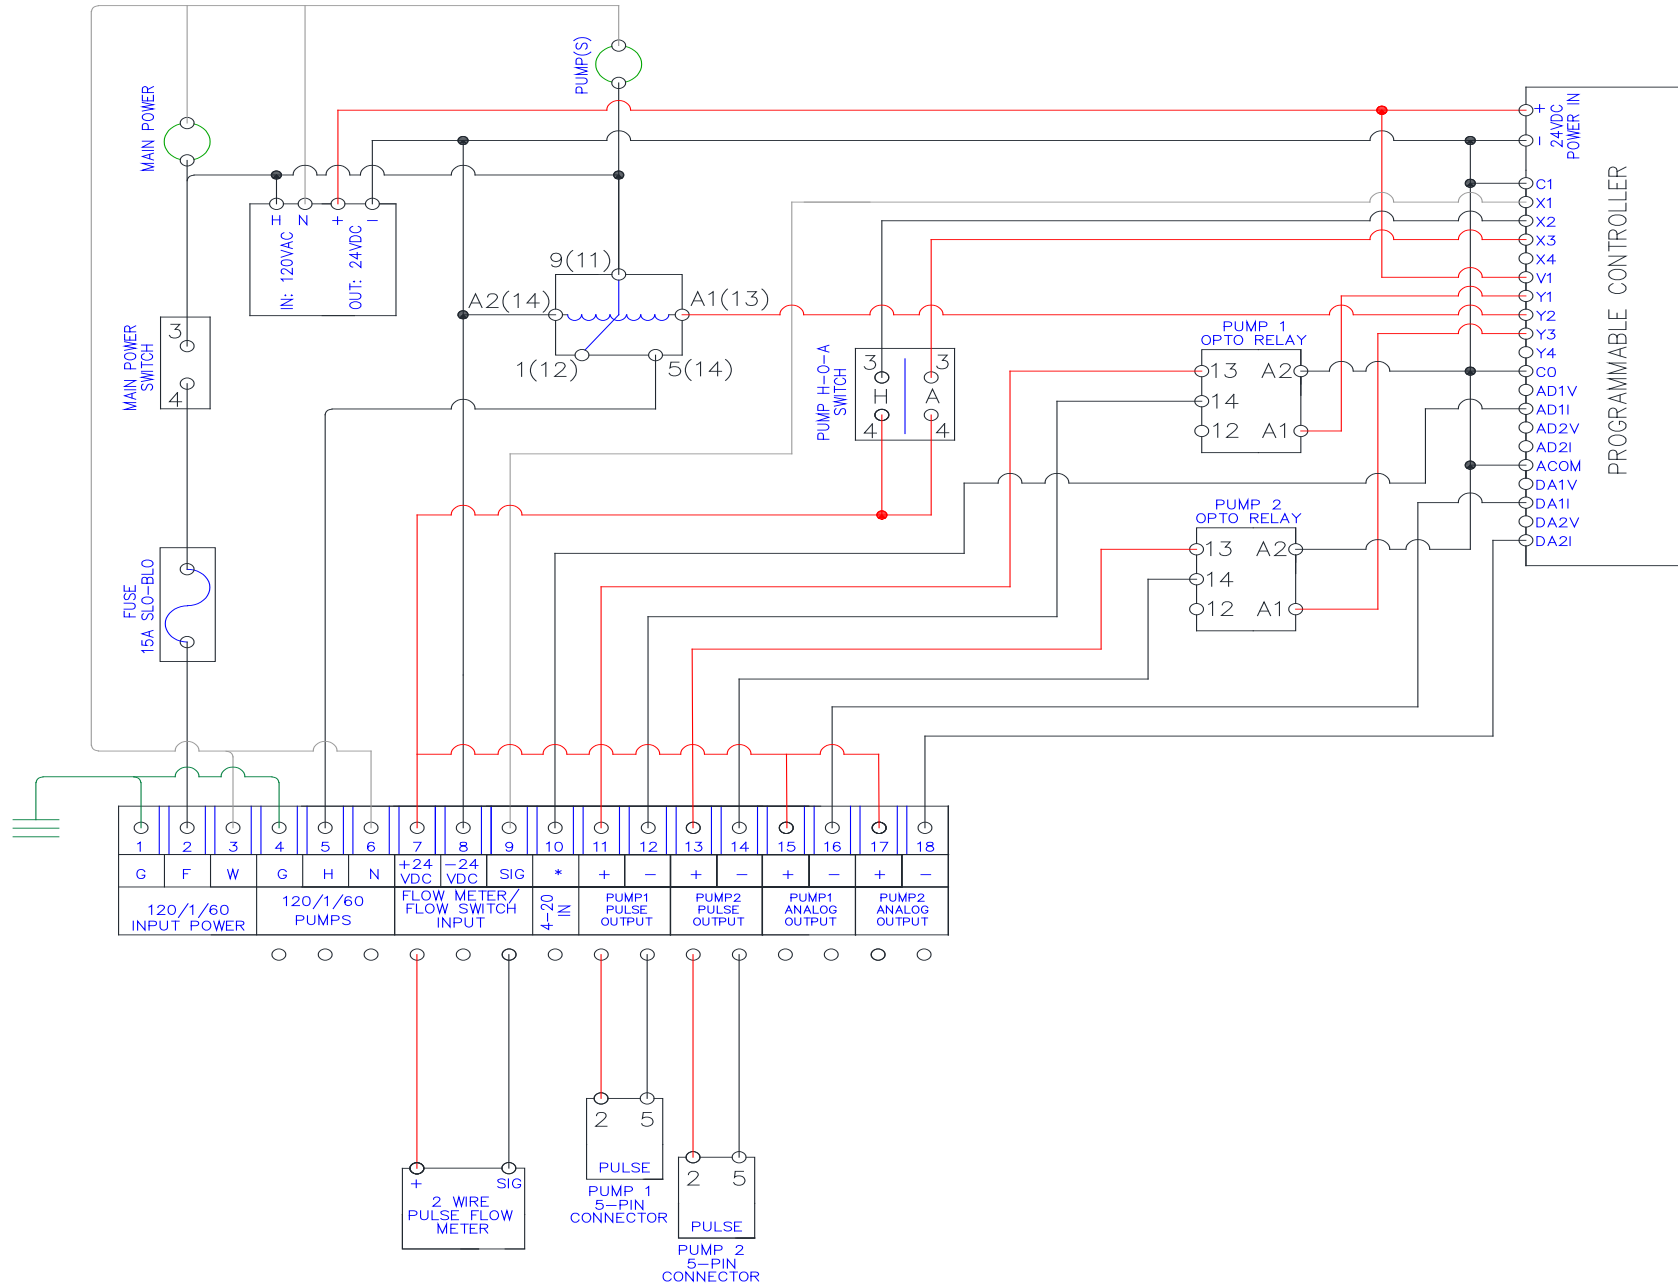 PUMP(S)
MAIN POWER
+
-
24VDC
POWER IN
C1
X1
X2
X3
X4
V1
Y1
Y2
Y3
Y4
C0
AD1V
AD1I
AD2V
AD2I
ACOM
DA1V
DA1I
DA2V
DA2I
PROGRAMMABLE CONTROLLER
H N + -
IN: 120VAC
OUT: 24VDC
9(11)
A2(14)
A1(13)
1(12)
5(14)
3
4
MAIN POWER
SWITCH
PUMP H-O-A
SWITCH
3 3
H A
4 4
PUMP 1
OPTO RELAY
13 A2
14
12 A1
PUMP 2
OPTO RELAY
13 A2
14
12 A1
FUSE
15A SLO-BLO
1 2 3 4 5 6 7 8 9 10 11 12 13 14 15 16 17 18
G F W G H N +24 VDC -24 VDC SIG * + - + - + - + -
120/1/60
INPUT POWER
120/1/60
PUMPS
FLOW METER/
FLOW SWITCH
INPUT
4-20
IN
PUMP1
PULSE
OUTPUT
PUMP2
PULSE
OUTPUT
PUMP1
ANALOG
OUTPUT
PUMP2
ANALOG
OUTPUT
+ SIG
2 WIRE
PULSE FLOW
METER
2 5
PULSE
PUMP 1
5-PIN
CONNECTOR
2 5
PULSE
PUMP 2
5-PIN
CONNECTOR